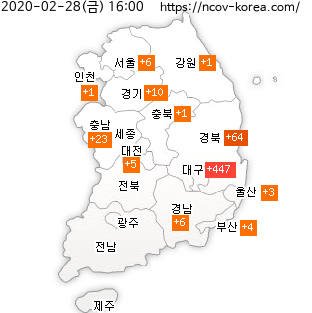 2020-02-28(금) 16:00 https://ncov-korea.com/
서울 +6
강원 +1
인천 +1
경기 +10
충북 +1
충남 +23
세종
경북 +64
대전 +5
대구 +447
전북
울산 +3
경남 +6
부산 +4
광주
전남
제주